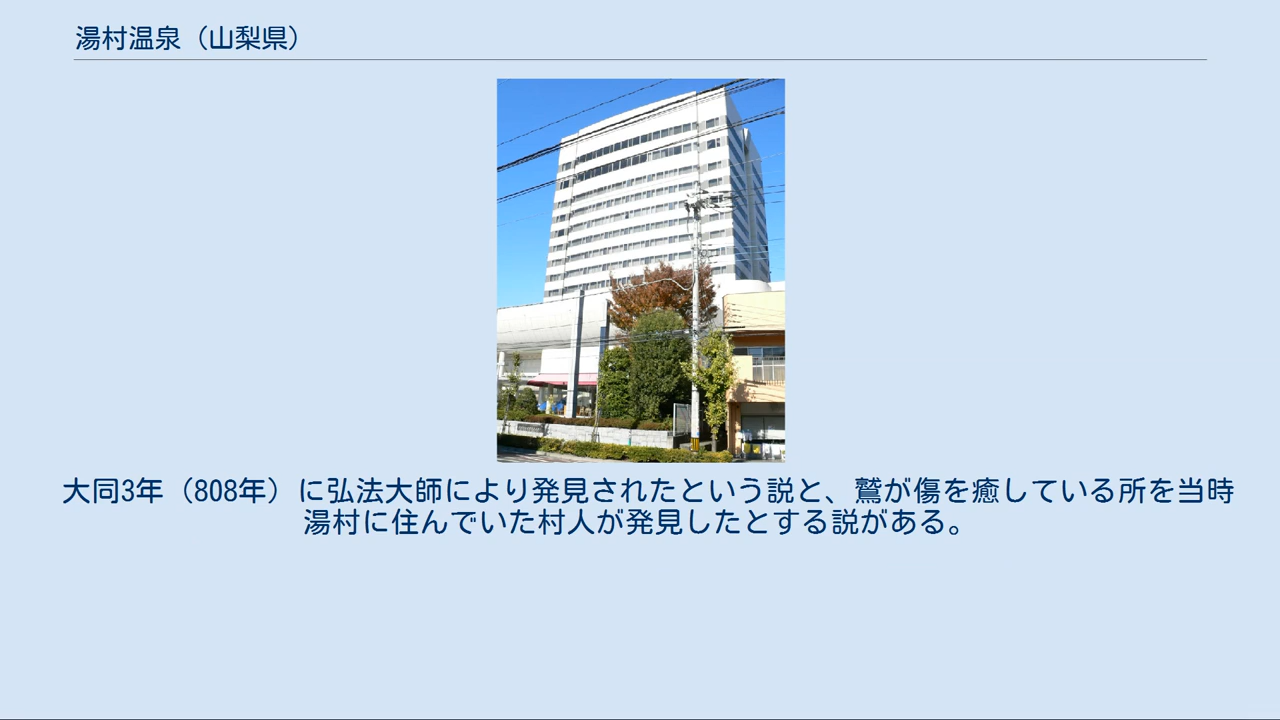 湯村温泉（山梨県）
大同3年（808年）に弘法大師により発見されたという説と、鷲が傷を癒している所を当時
湯村に住んでいた村人が発見したとする説がある。